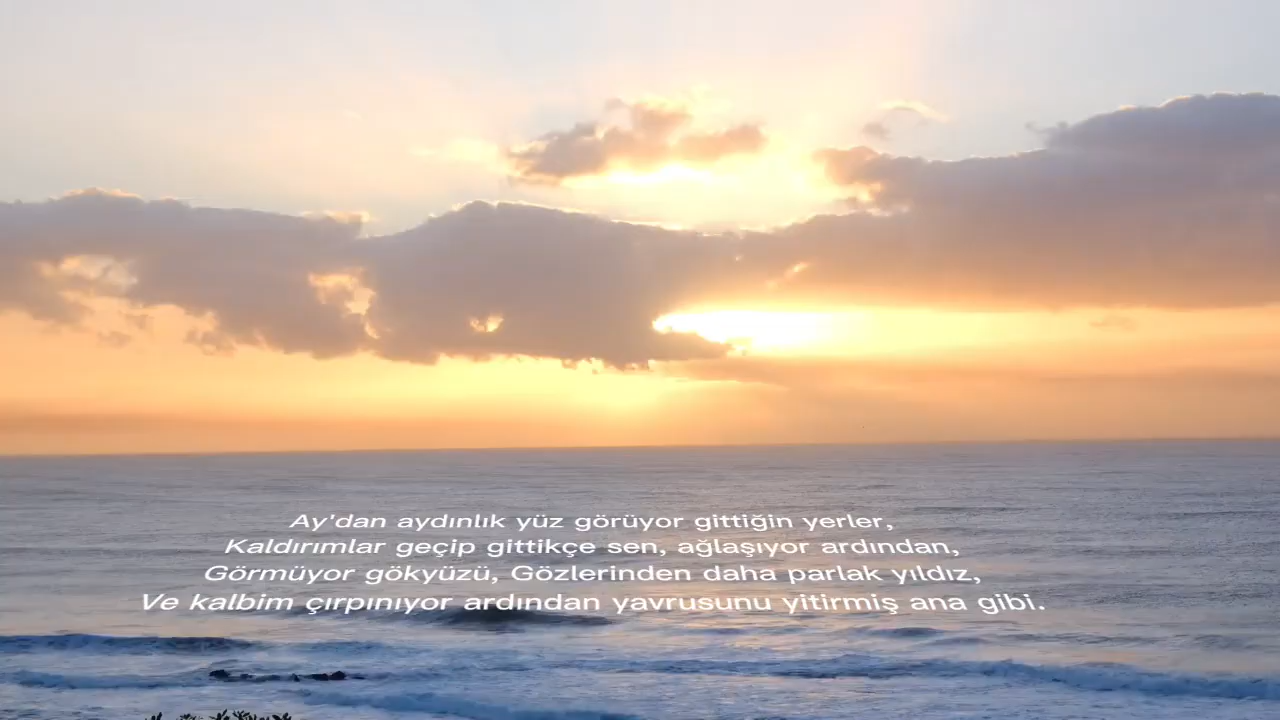 Ay'dan aydınlık yüz görüyor gittiğin yerler,
Kaldırımlar geçip gittikçe sen, ağlaşıyor ardından,
Görmüyor gökyüzü, Gözlerinden daha parlak yıldız,
Ve kalbim çırpınıyor ardından yavrusunu yitirmiş ana gibi.